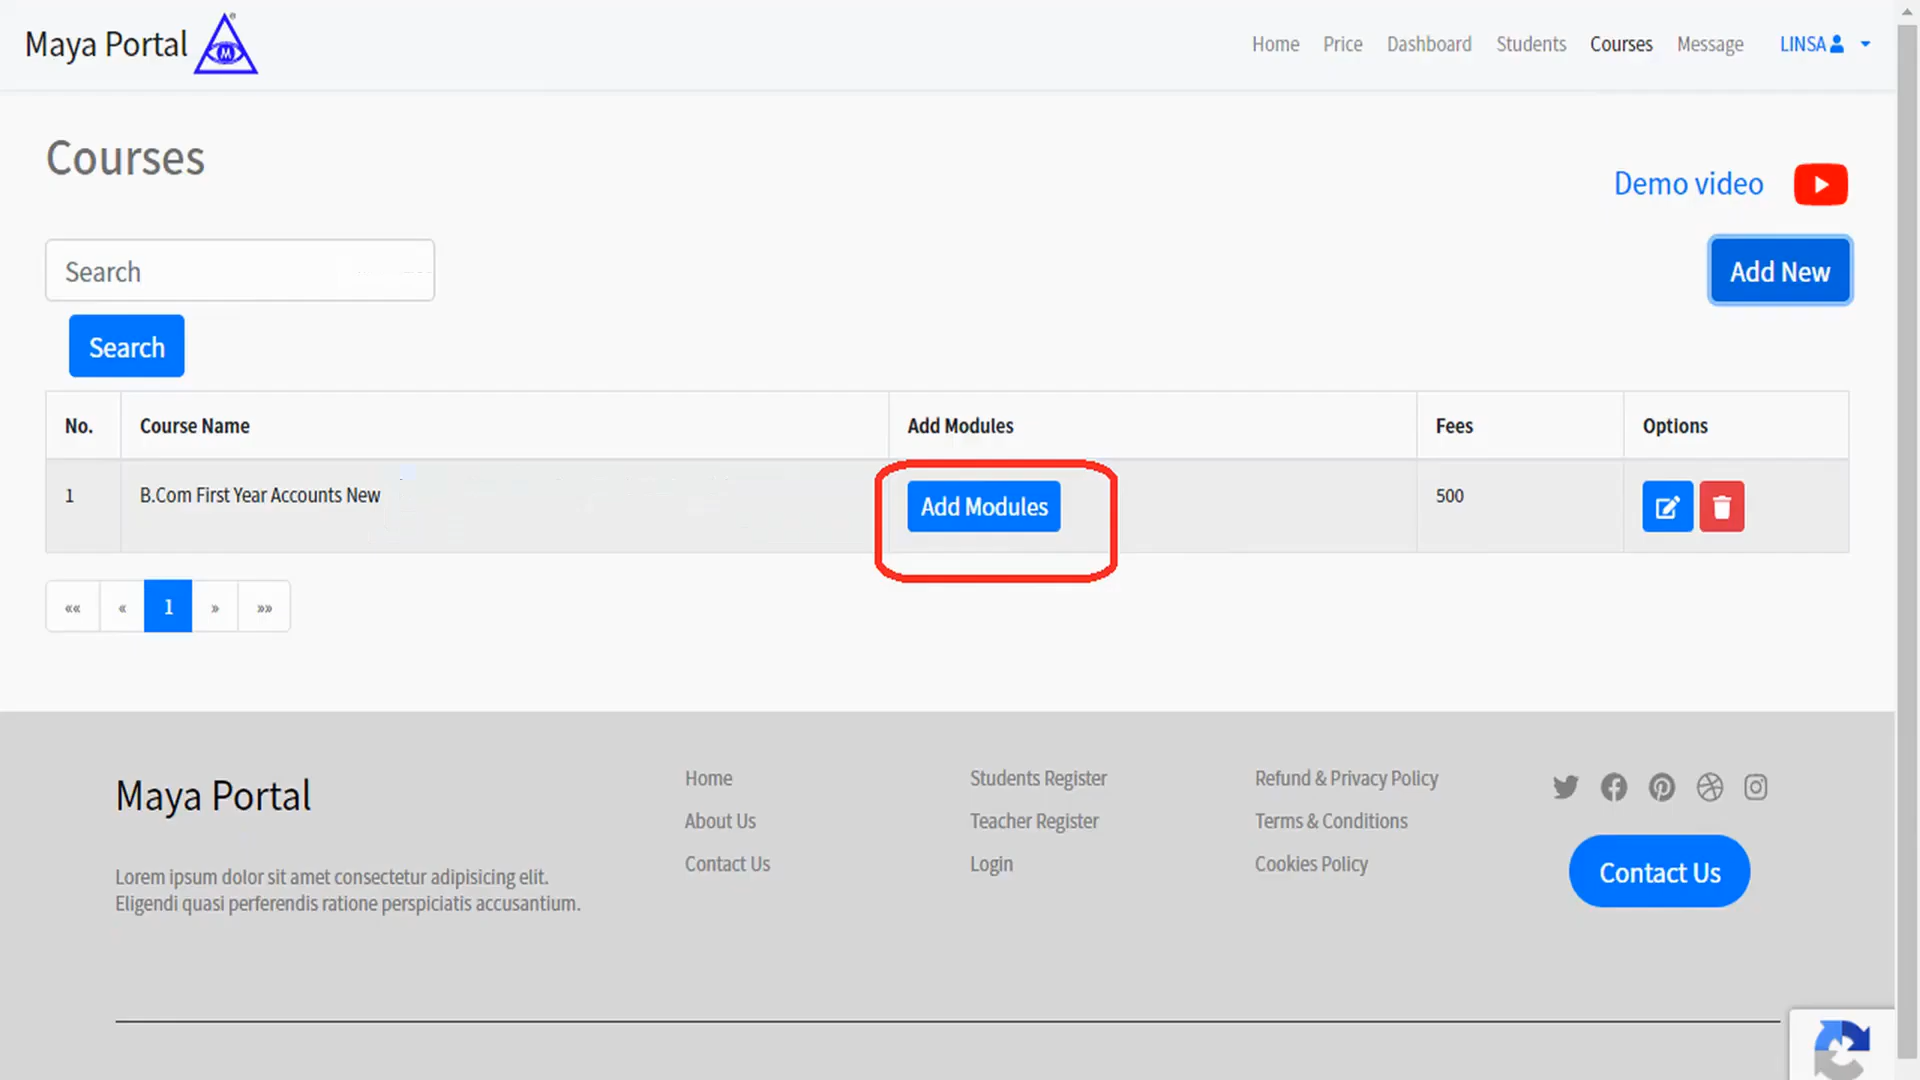 Maya Portal
M
Home Price Dashboard Students Courses Message LINSA
Courses
Demo video
Search
Add New
Search
No. Course Name Add Modules Fees Options
1 B.Com First Year Accounts New Add Modules 500
«« « 1 » »»
Maya Portal
Lorem ipsum dolor sit amet consectetur adipisicing elit.
Eligendi quasi perferendis ratione perspiciatis accusantium.
Home
About Us
Contact Us
Students Register
Teacher Register
Login
Refund & Privacy Policy
Terms & Conditions
Cookies Policy
Contact Us